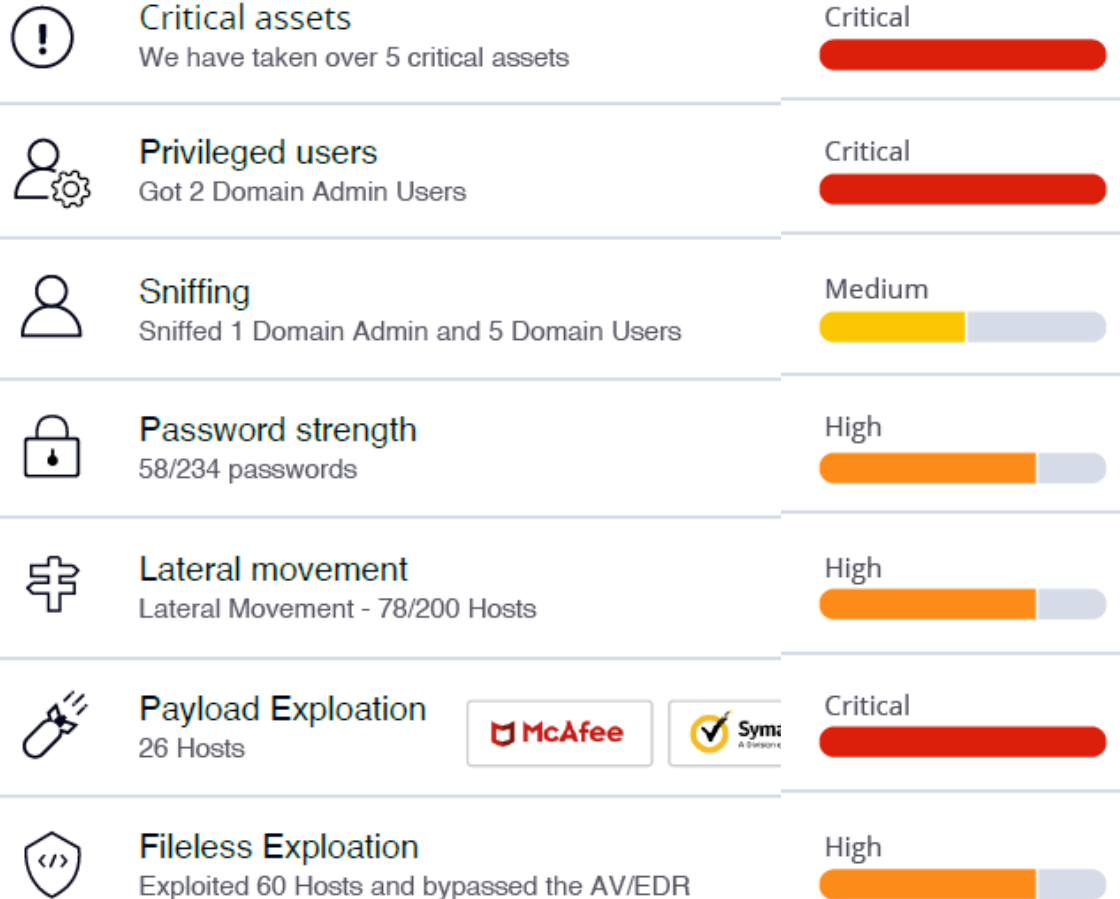 Critical assets
We have taken over 5 critical assets
Critical
Privileged users
Got 2 Domain Admin Users
Critical
Sniffing
Sniffed 1 Domain Admin and 5 Domain Users
Medium
Password strength
58/234 passwords
High
Lateral movement
Lateral Movement - 78/200 Hosts
High
Payload Exploation
26 Hosts
McAfee
Syma
A Division
Critical
Fileless Exploation
Exploited 60 Hosts and bypassed the AV/EDR
High